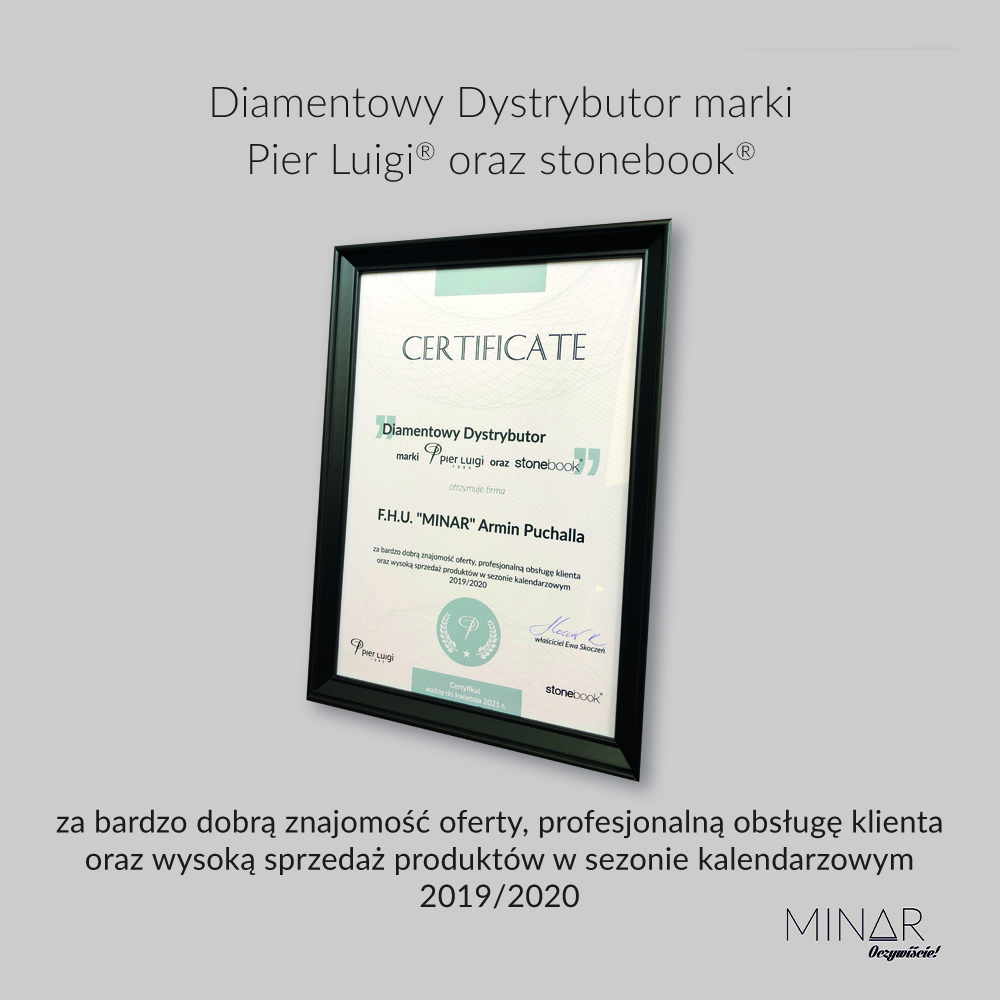 Diamentowy Dystrybutor marki
Pier Luigi® oraz stonebook®
CERTIFICATE
Diamentowy Dystrybutor
marki Pier Luigi 1994 oraz stonebook®
otrzymuje firma
F.H.U. "MINAR" Armin Puchalla
za bardzo dobrą znajomość oferty, profesjonalną obsługę klienta
oraz wysoką sprzedaż produktów w sezonie kalendarzowym
2019/2020
właściciel Ewa Skoczeń
Pier Luigi
stonebook®
Certyfikat
ważny do kwietnia 2021 r.
za bardzo dobrą znajomość oferty, profesjonalną obsługę klienta
oraz wysoką sprzedaż produktów w sezonie kalendarzowym
2019/2020
MINAR
Oczywiście!